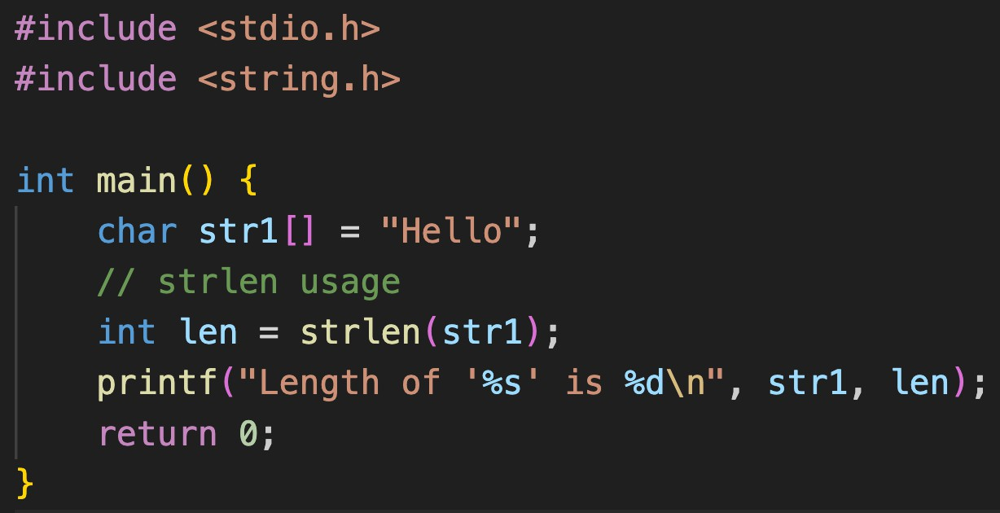 #include <stdio.h>
#include <string.h>

int main() {
    char str1[] = "Hello";
    // strlen usage
    int len = strlen(str1);
    printf("Length of '%s' is %d\n", str1, len);
    return 0;
}